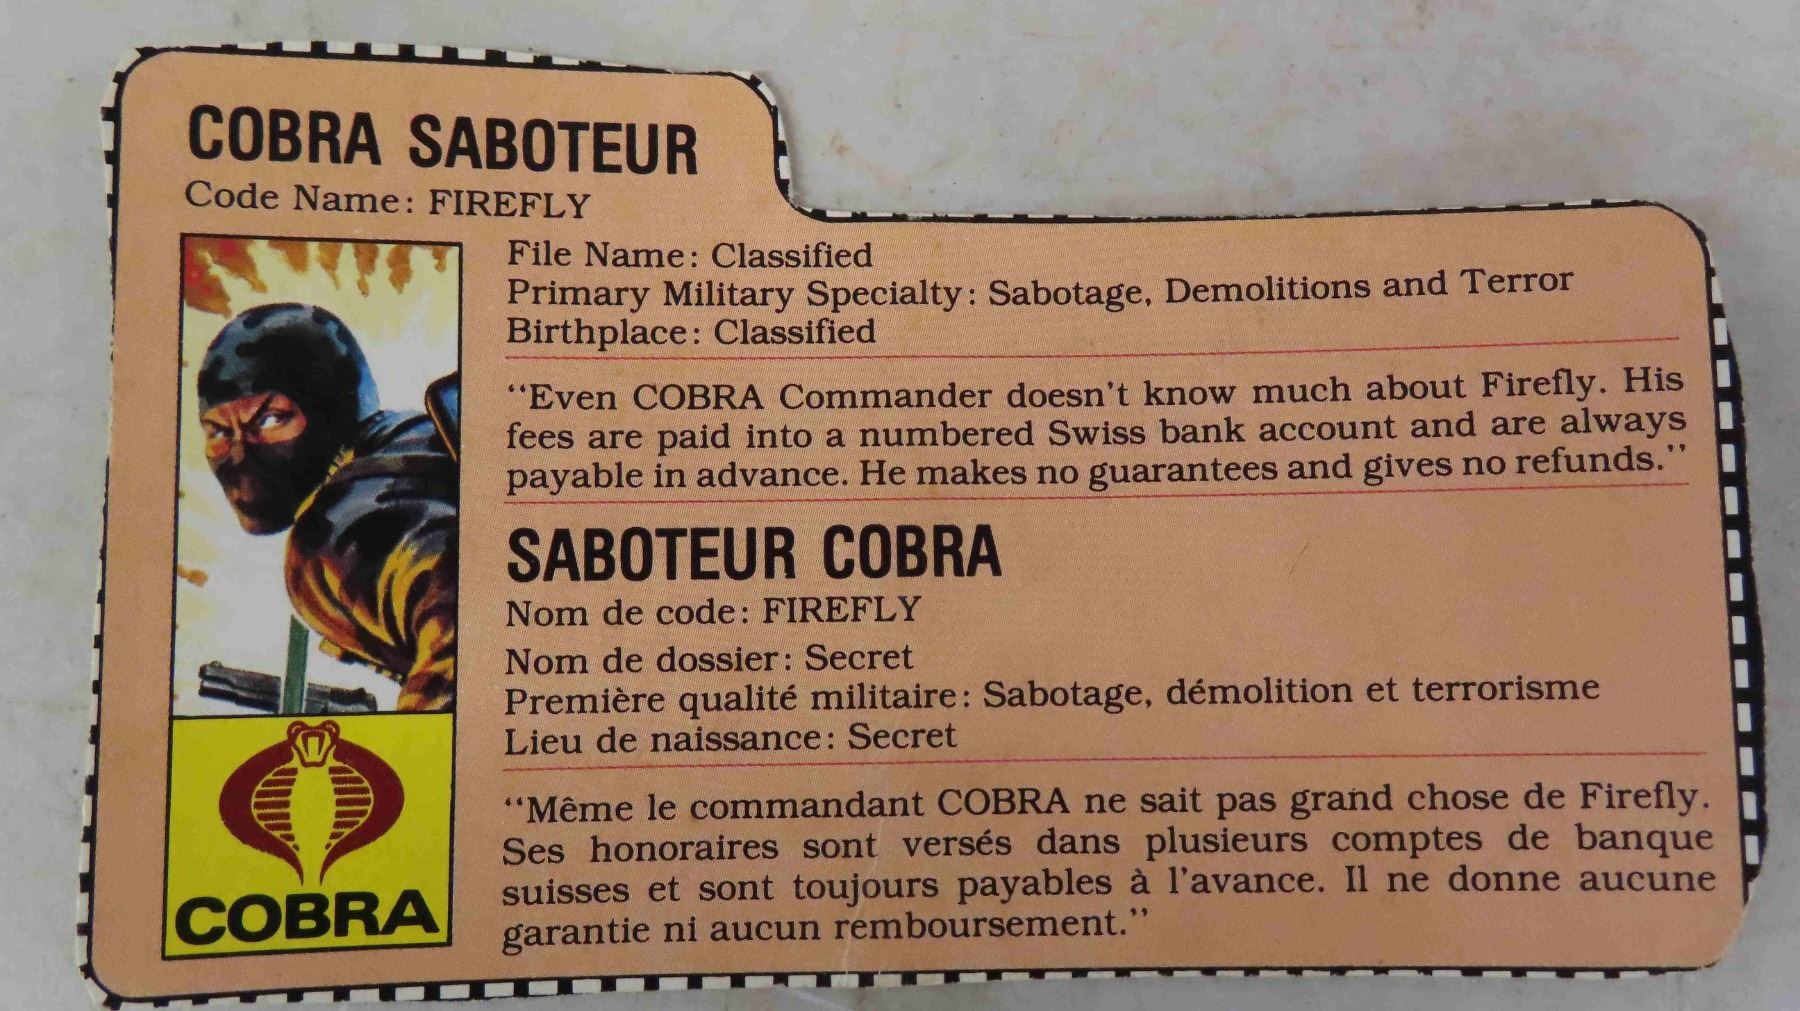 COBRA SABOTEUR
Code Name: FIREFLY
File Name: Classified
Primary Military Specialty: Sabotage, Demolitions and Terror
Birthplace: Classified
“Even COBRA Commander doesn't know much about Firefly. His
fees are paid into a numbered Swiss bank account and are always
payable in advance. He makes no guarantees and gives no refunds.”
SABOTEUR COBRA
Nom de code: FIREFLY
Nom de dossier: Secret
Première qualité militaire: Sabotage, démolition et terrorisme
Lieu de naissance: Secret
“Même le commandant COBRA ne sait pas grand chose de Firefly.
Ses honoraires sont versés dans plusieurs comptes de banque
suisses et sont toujours payables à l'avance. Il ne donne aucune
garantie ni aucun remboursement.”
COBRA